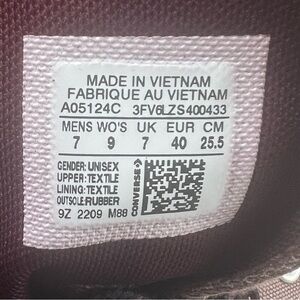 MADE IN VIETNAM
FABRIQUE AU VIETNAM
A05124C 3FV6LZS400433
MENS WO'S UK EUR CM
7 9 7 40 25.5
GENDER: UNISEX
UPPER: TEXTILE
LINING: TEXTILE
OUTSOLE: RUBBER
9Z 2209 M88
CONVERSE